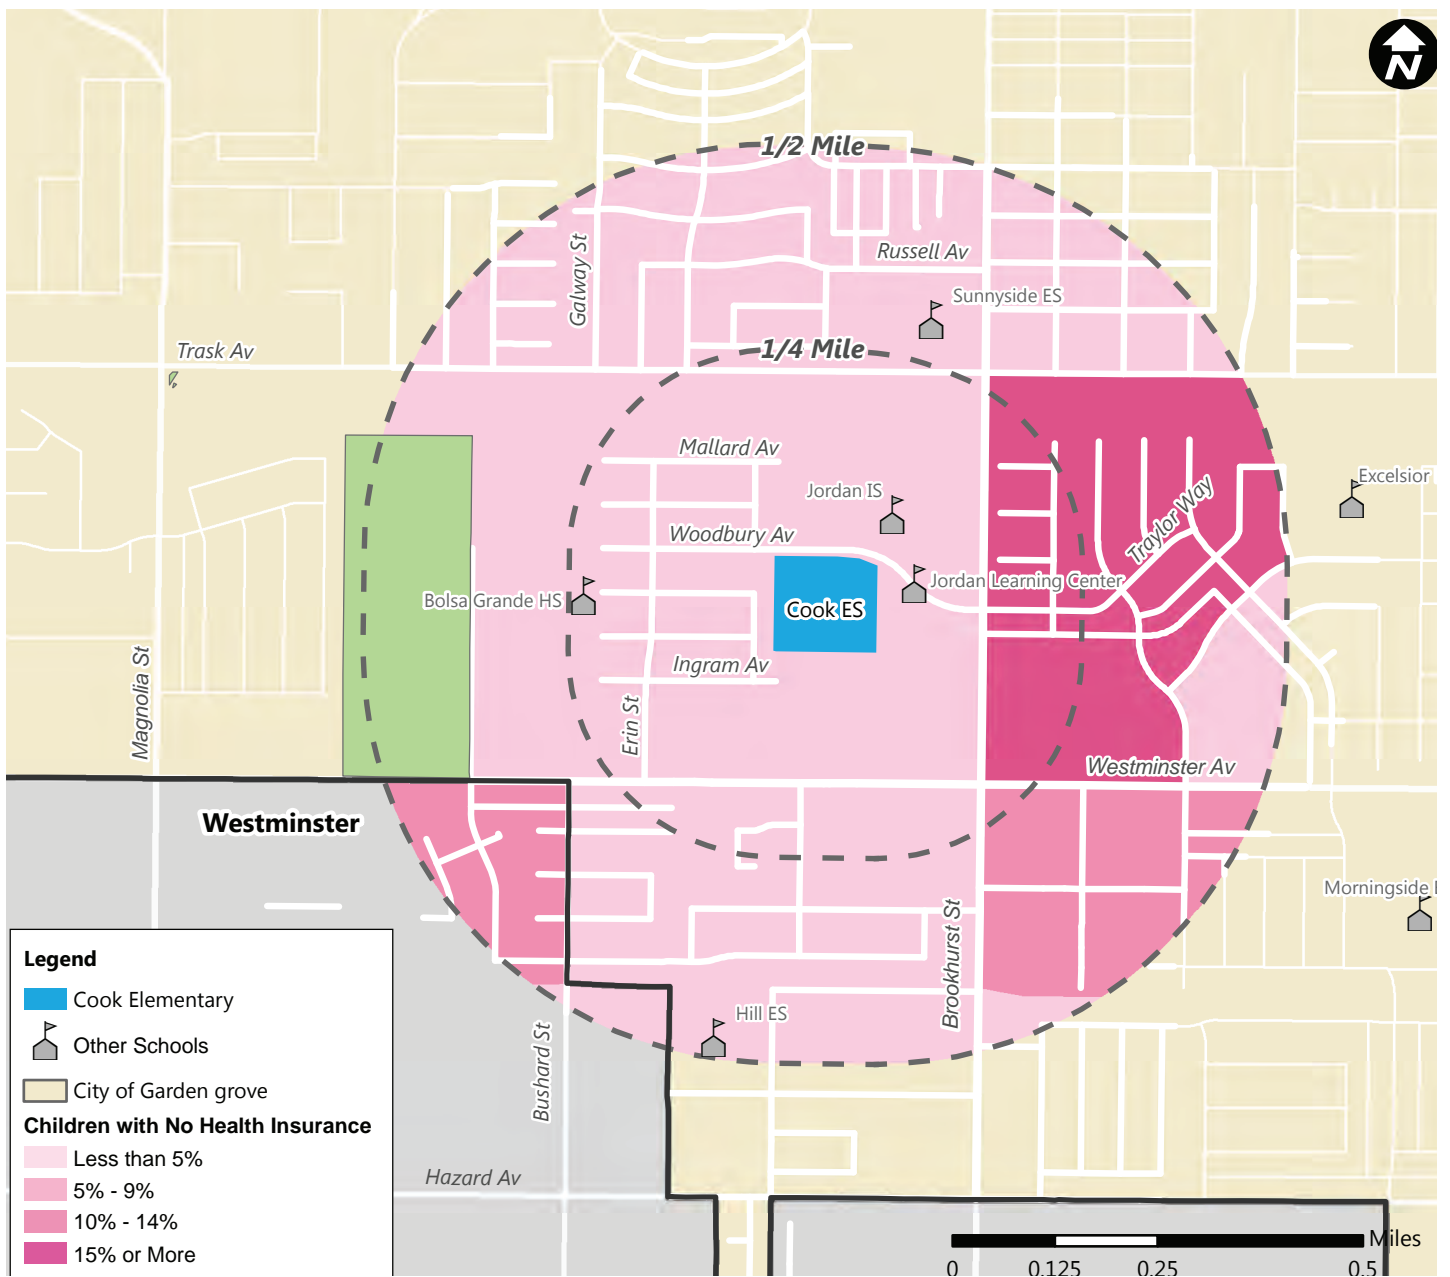 N
1/2 Mile
Russell Av
Galway St
Sunnyside ES
Trask Av
1/4 Mile
Mallard Av
Jordan IS
Excelsior
Traylor Way
Woodbury Av
Jordan Learning Center
Bolsa Grande HS
Cook ES
Ingram Av
Magnolia St
Erin St
Westminster Av
Westminster
Morningside
Brookhurst St
Hill ES
Bushard St
Hazard Av
Legend
Cook Elementary
Other Schools
City of Garden grove
Children with No Health Insurance
Less than 5%
5% - 9%
10% - 14%
15% or More
Miles
0 0.125 0.25 0.5